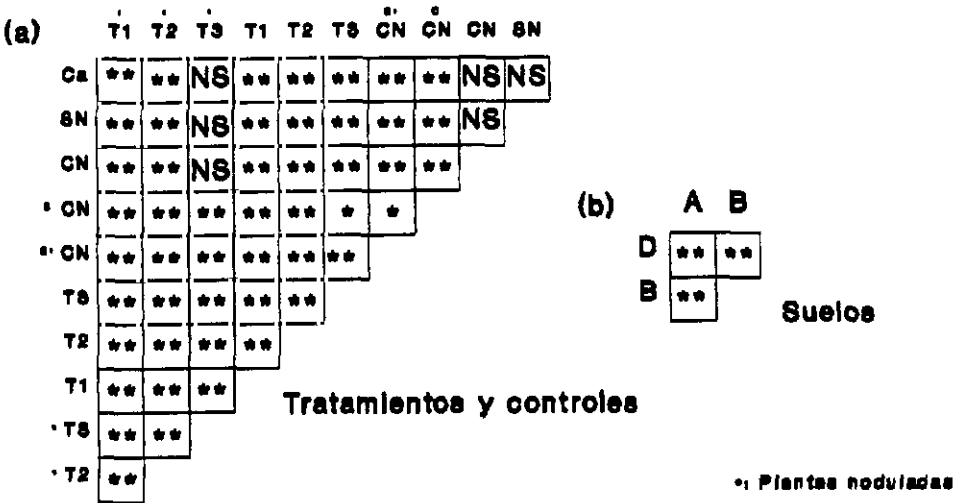 (a) T1 T2 T3 T1 T2 T3 CN CN CN SN
Ca ** ** NS ** ** ** ** ** NS NS
SN ** ** NS ** ** ** ** ** NS
CN ** ** NS ** ** ** ** **
CN ** ** ** ** ** * *
CN ** ** ** ** ** **
T3 ** ** ** ** **
T2 ** ** ** **
T1 ** ** **
T3 ** **
T2 **
Tratamientos y controles
(b) A B
D ** **
B **
Suelos
Plantas noduladas